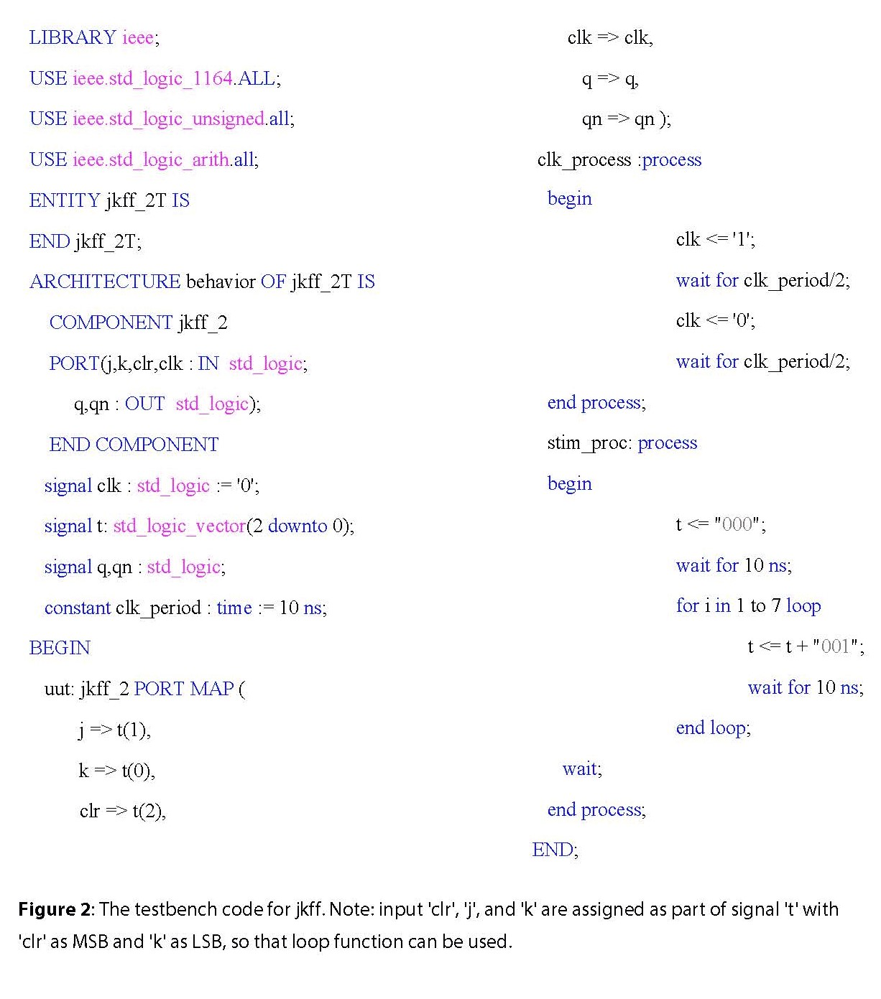 LIBRARY ieee;
USE ieee.std_logic_1164.ALL;
USE ieee.std_logic_unsigned.all;
USE ieee.std_logic_arith.all;
ENTITY jkff_2T IS
END jkff_2T;
ARCHITECTURE behavior OF jkff_2T IS
COMPONENT jkff_2
PORT(j,k,clr,clk : IN std_logic;
q,qn : OUT std_logic);
END COMPONENT
signal clk : std_logic := '0';
signal t: std_logic_vector(2 downto 0);
signal q,qn : std_logic;
constant clk_period : time := 10 ns;
BEGIN
uut: jkff_2 PORT MAP (
j => t(1),
k => t(0),
clr => t(2),
clk => clk,
q => q,
qn => qn );
clk_process :process
begin
clk <= '1';
wait for clk_period/2;
clk <= '0';
wait for clk_period/2;
end process;
stim_proc: process
begin
t <= "000";
wait for 10 ns;
for i in 1 to 7 loop
t <= t + "001";
wait for 10 ns;
end loop;
wait;
end process;
END;
Figure 2: The testbench code for jkff. Note: input 'clr', 'j', and 'k' are assigned as part of signal 't' with
'clr' as MSB and 'k' as LSB, so that loop function can be used.